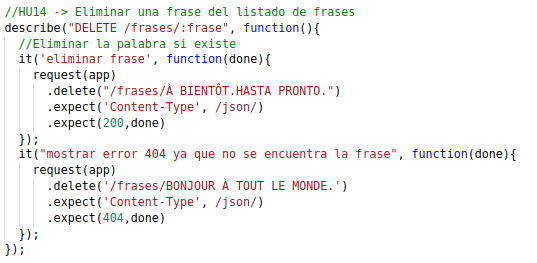 //HU14 -> Eliminar una frase del listado de frases
describe("DELETE /frases/:frase", function(){
  //Eliminar la palabra si existe
  it('eliminar frase', function(done){
    request(app)
      .delete("/frases/À BIENTÔT.HASTA PRONTO.")
      .expect('Content-Type', /json/)
      .expect(200,done)
  });
  it("mostrar error 404 ya que no se encuentra la frase", function(done){
    request(app)
      .delete('/frases/BONJOUR À TOUT LE MONDE.')
      .expect('Content-Type', /json/)
      .expect(404,done)
  });
});